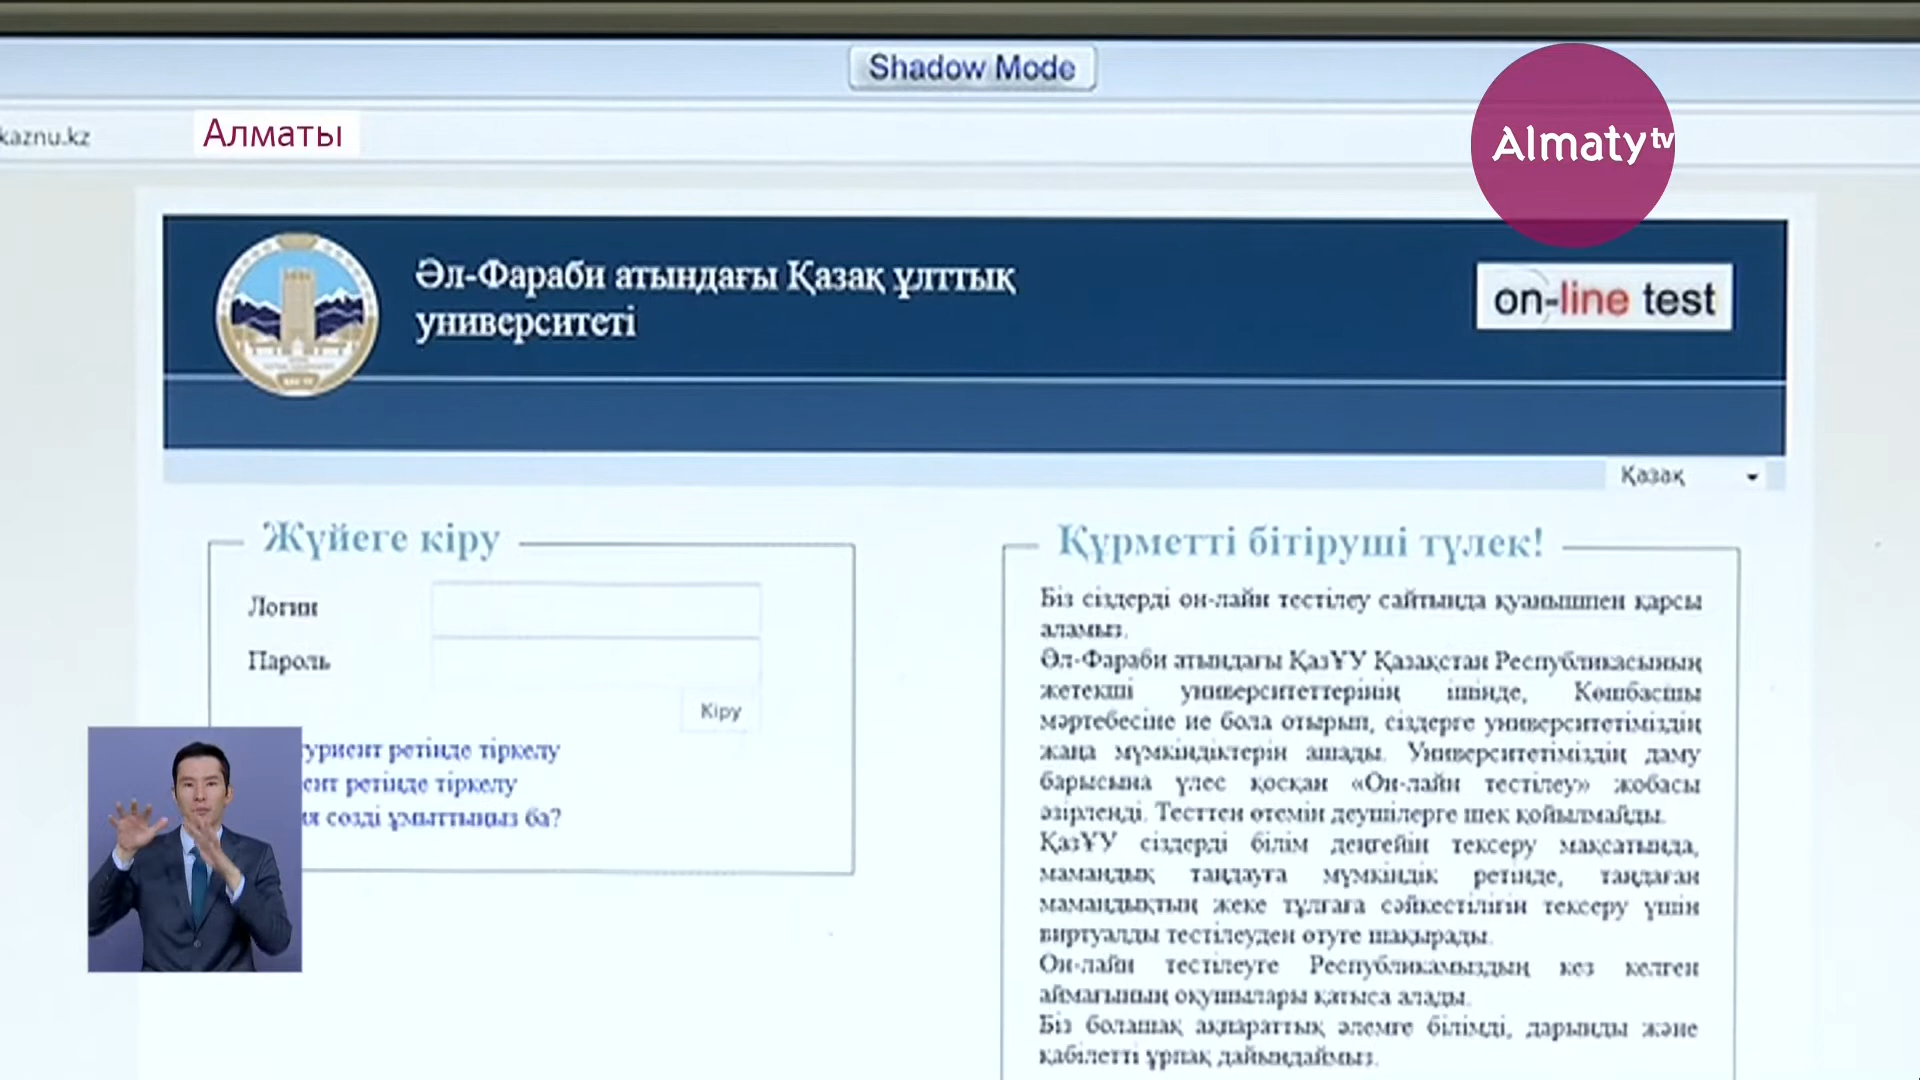 Shadow Mode
kaznu.kz
Алматы
Almaty tv
Әл-Фараби атындағы Қазақ ұлттық
университеті
on-line test
Қазақ
Жүйеге кіру
Логин
Пароль
Кіру
ретінде тіркелу
ретінде тіркелу
сөзді ұмыттыңыз ба?
Құрметті бітіруші түлек!
Біз сіздерді он-лайн тестілеу сайтында қуанышпен қарсы
аламыз.
Әл-Фараби атындағы ҚазҰУ Қазақстан Республикасының
жетекші университеттерінің ішінде, Көшбасшы
мәртебесіне ие бола отырып, сіздерге университетіміздің
жаңа мүмкіндіктерін ашады. Университетіміздің даму
барысына үлес қосқан «Он-лайн тестілеу» жобасы
әзірленді. Тесттен өтемін деушілерге шек қойылмайды.
ҚазҰУ сіздерді білім деңгейін тексеру мақсатында,
мамандық таңдауға мүмкіндік ретінде, таңдаған
мамандықтың жеке тұлғаға сәйкестілігін тексеру үшін
виртуалды тестілеуден өтуге шақырады.
Он-лайн тестілеуге Республикамыздың кез келген
аймағының оқушылары қатыса алады.
Біз болашақ ақпараттық әлемге білімді, дарынды және
қабілетті ұрпақ дайындаймыз.